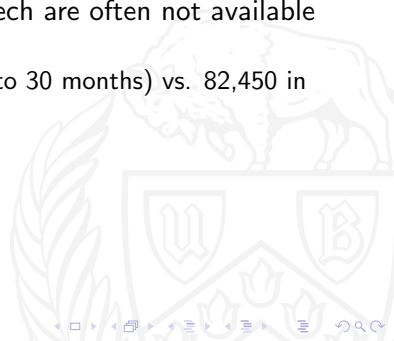 ech are often not available
to 30 months) vs. 82,450 in
U B